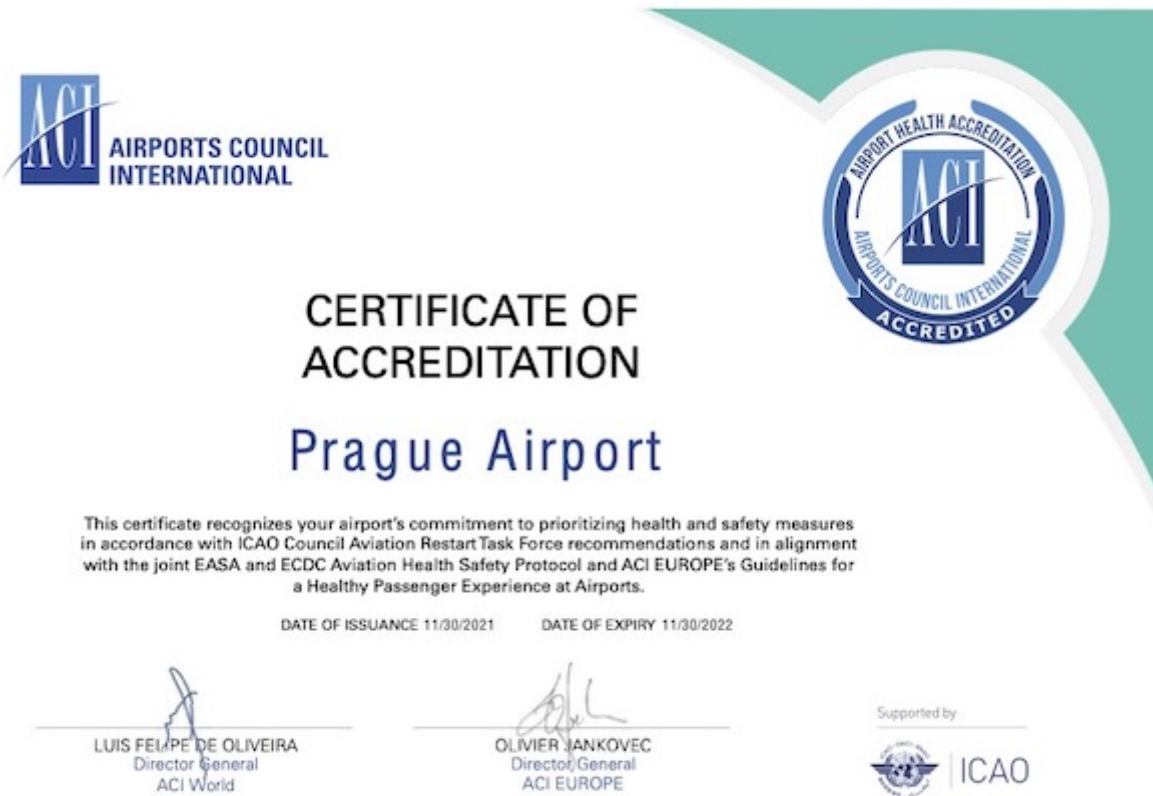 ACI AIRPORTS COUNCIL
INTERNATIONAL
AIRPORT HEALTH ACCREDITATION
ACI
AIRPORTS COUNCIL INTERNATIONAL
ACCREDITED
CERTIFICATE OF
ACCREDITATION
Prague Airport
This certificate recognizes your airport's commitment to prioritizing health and safety measures
in accordance with ICAO Council Aviation Restart Task Force recommendations and in alignment
with the joint EASA and ECDC Aviation Health Safety Protocol and ACI EUROPE's Guidelines for
a Healthy Passenger Experience at Airports.
DATE OF ISSUANCE 11/30/2021 DATE OF EXPIRY 11/30/2022
LUIS FELIPE DE OLIVEIRA
Director General
ACI World
OLIVIER JANKOVEC
Director General
ACI EUROPE
Supported by
ICAO